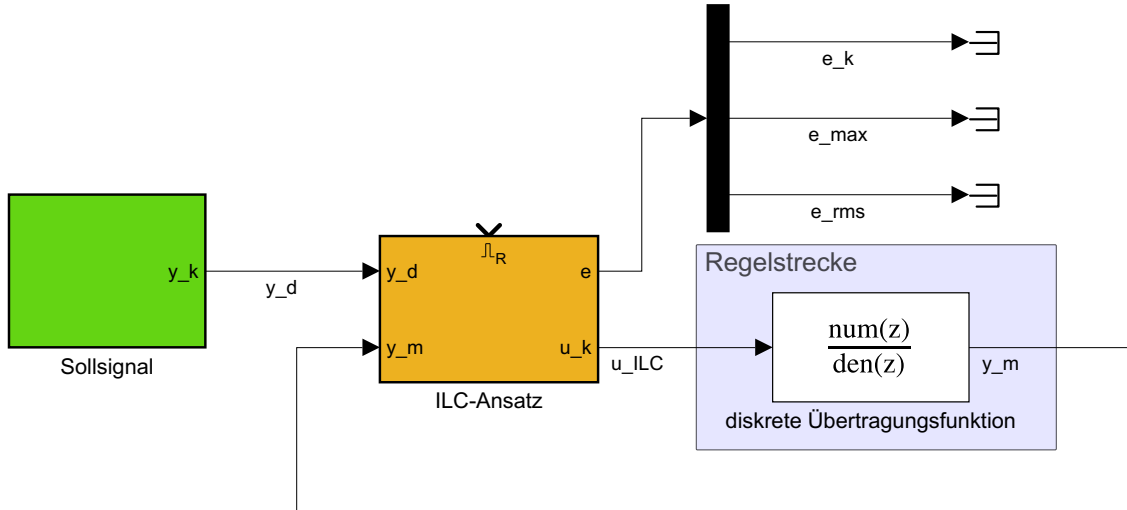 e_k
e_max
e_rms
y_k
y_d
Sollsignal
R
y_d
e
y_m
u_k
ILC-Ansatz
u_ILC
Regelstrecke
num(z)
den(z)
y_m
diskrete Übertragungsfunktion